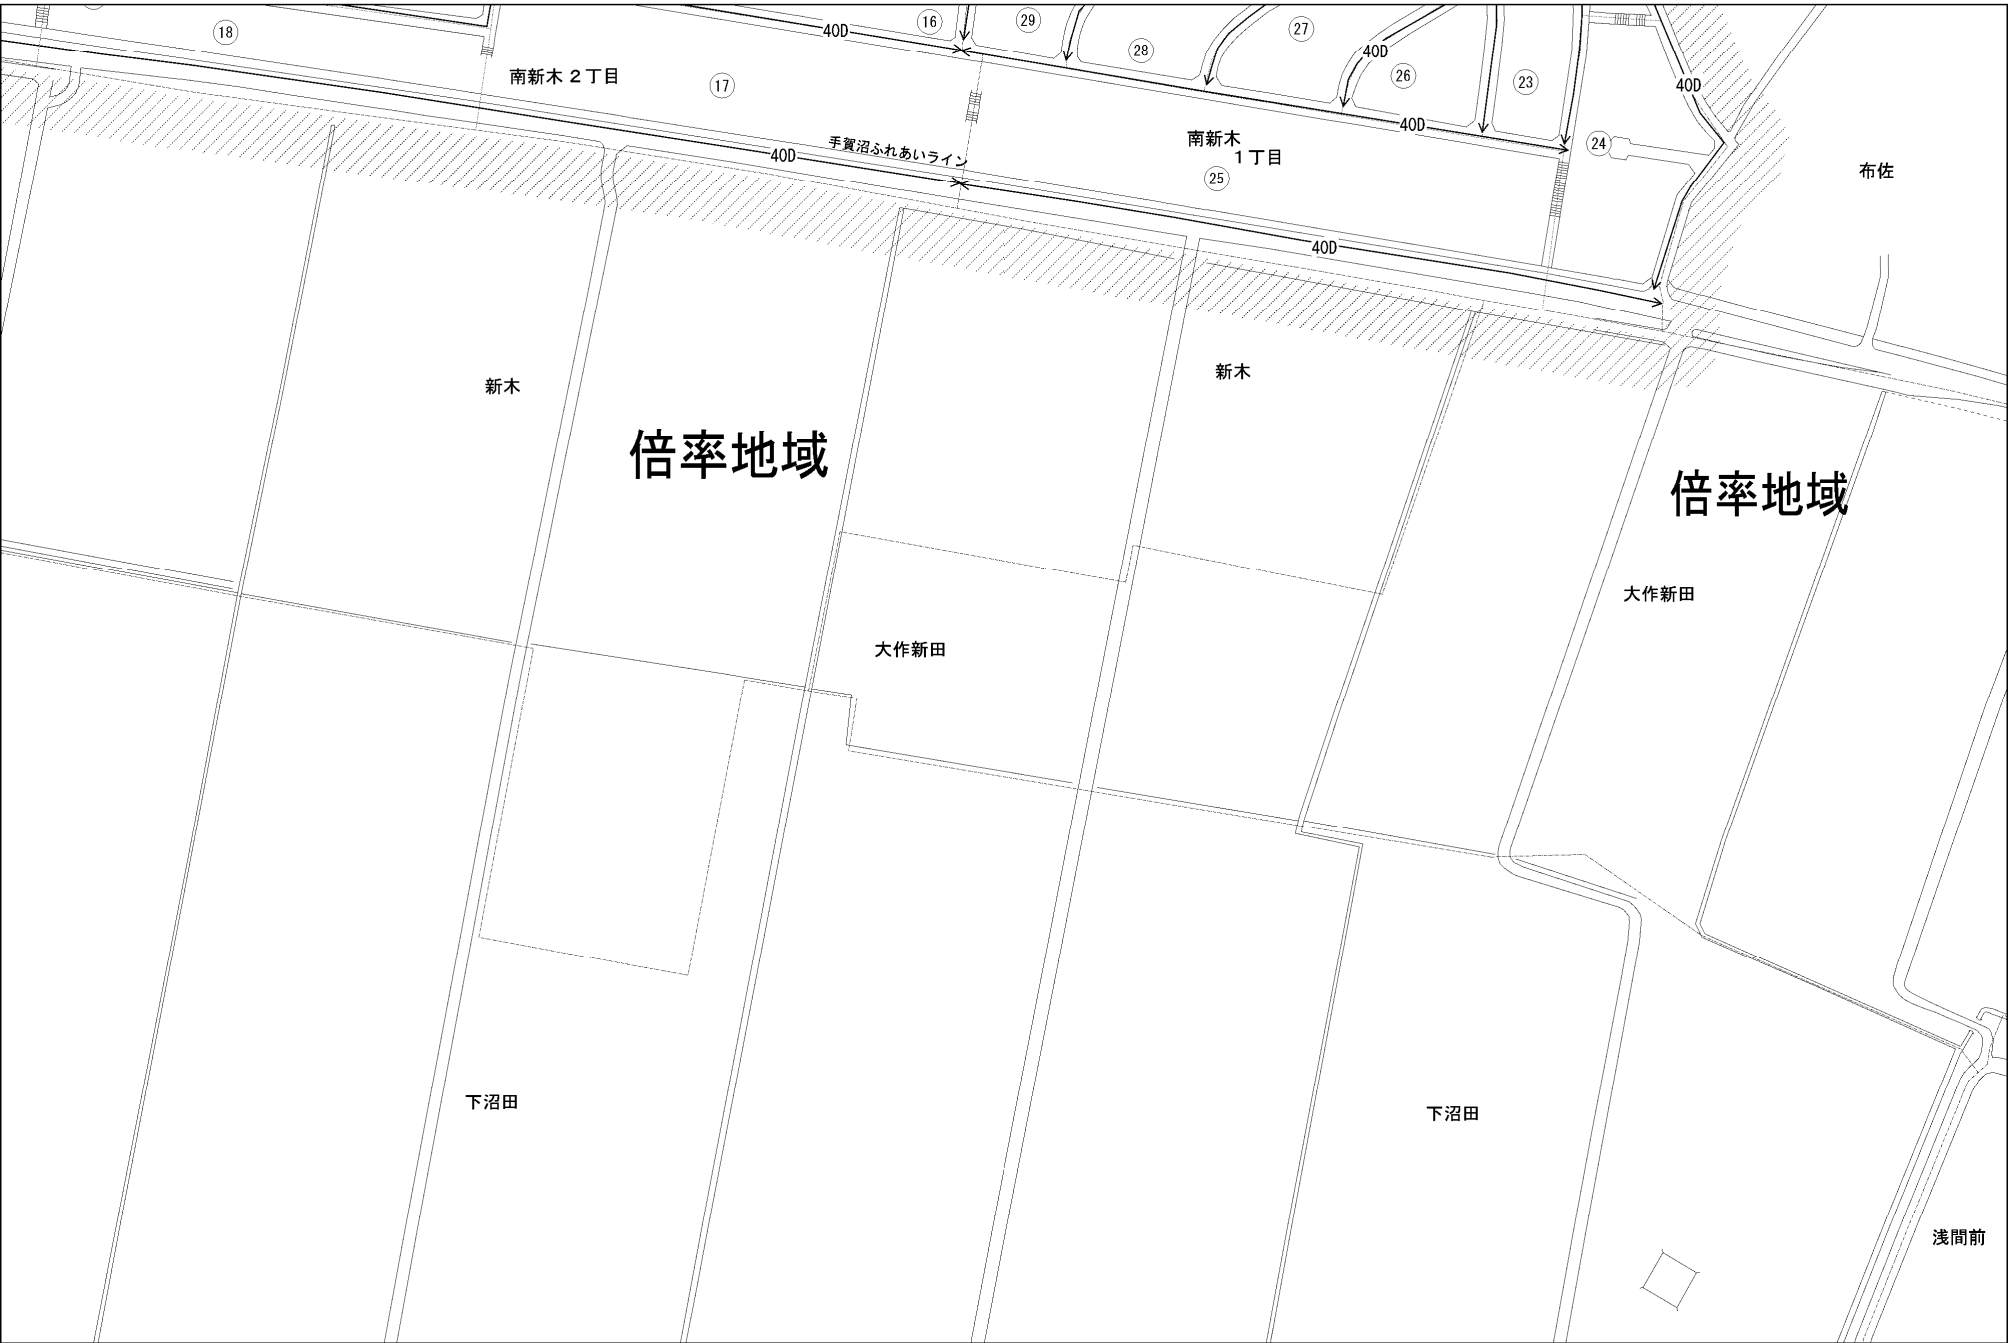 16
29
27
18
40D
28
40D
26
23
40D
南新木２丁目
17
40D
24
南新木
１丁目
手賀沼ふれあいライン
40D
25
布佐
40D
新木
新木
倍率地域
倍率地域
大作新田
大作新田
下沼田
下沼田
浅間前